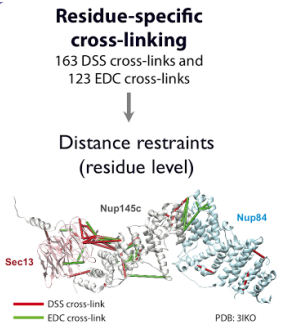 Residue-specific
cross-linking
163 DSS cross-links and
123 EDC cross-links
Distance restraints
(residue level)
Nup145c
Nup84
Sec13
DSS cross-link
EDC cross-link
PDB: 3IKO